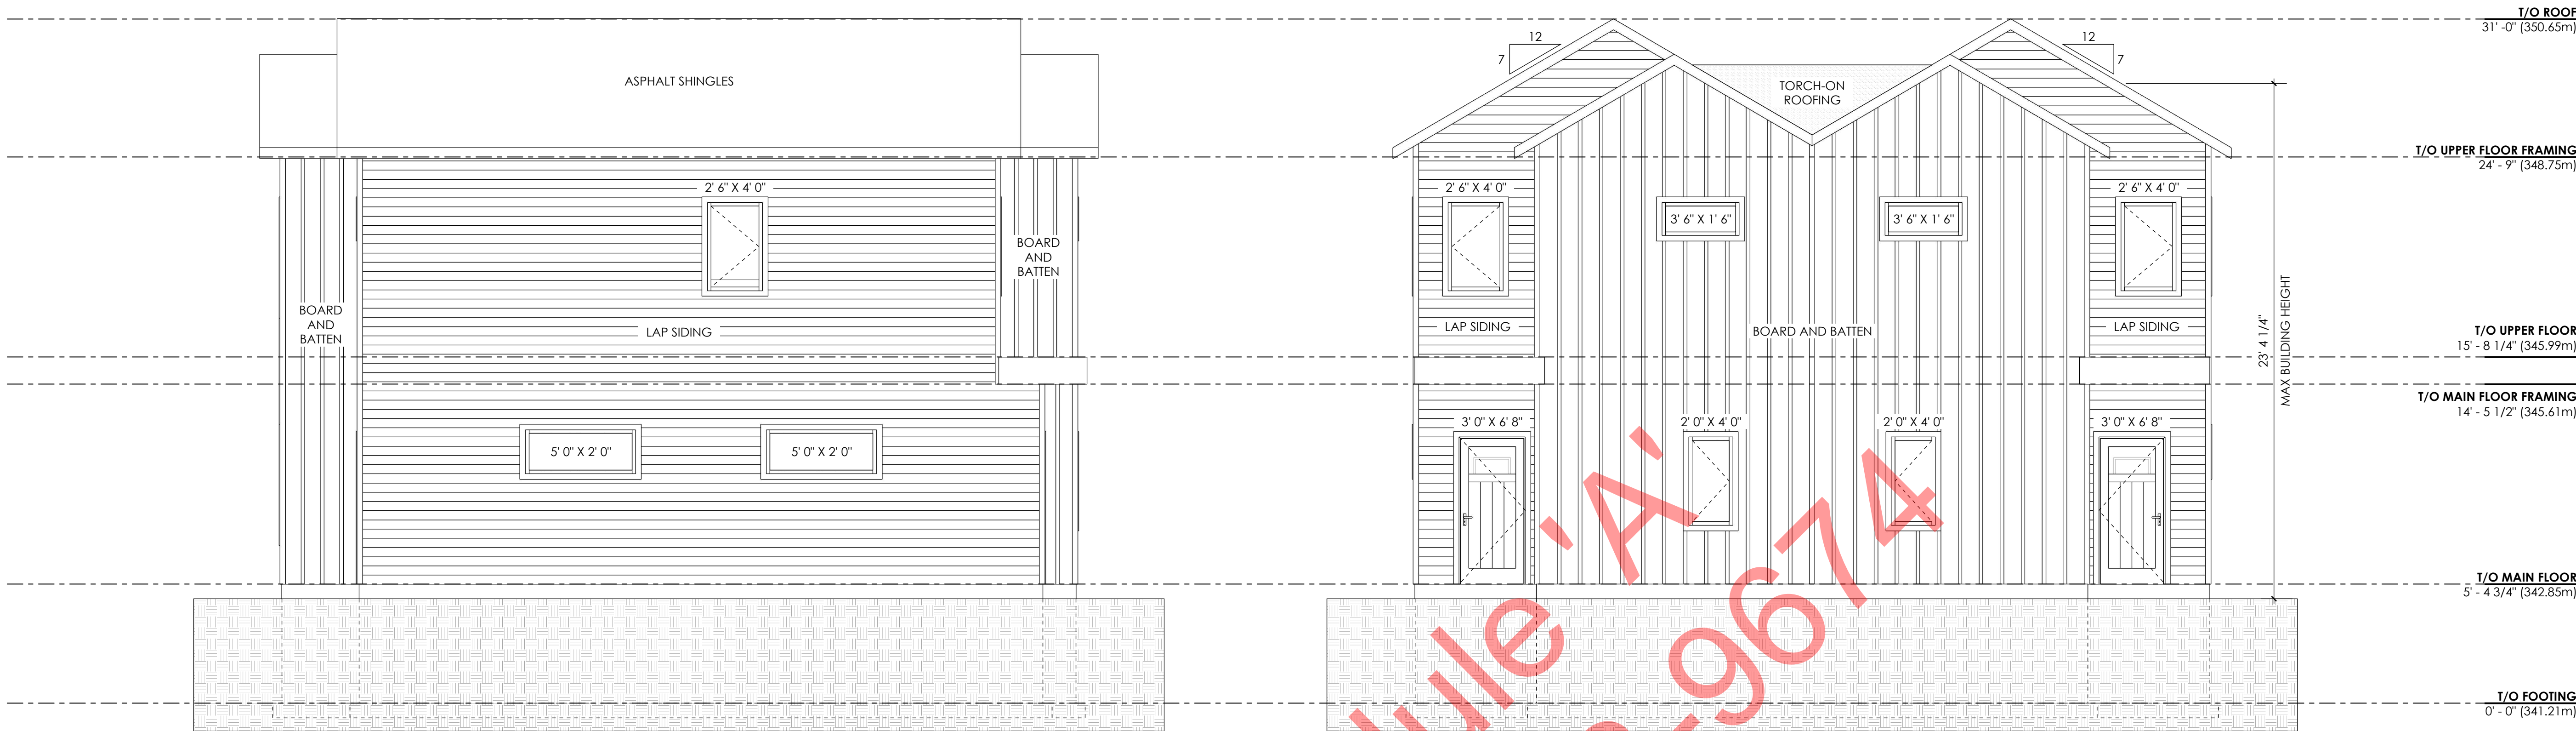 ASPHALT SHINGLES
2' 6" X 4' 0"
BOARD
AND
BATTEN
BOARD
AND
BATTEN
LAP SIDING
5' 0" X 2' 0"
5' 0" X 2' 0"
12
7
12
7
TORCH-ON
ROOFING
2' 6" X 4' 0"
3' 6" X 1' 6"
3' 6" X 1' 6"
2' 6" X 4' 0"
LAP SIDING
BOARD AND BATTEN
LAP SIDING
3' 0" X 6' 8"
2' 0" X 4' 0"
2' 0" X 4' 0"
3' 0" X 6' 8"
23' 4 1/4"
MAX BUILDING HEIGHT
T/O ROOF
31' -0" (350.65m)
T/O UPPER FLOOR FRAMING
24' - 9" (348.75m)
T/O UPPER FLOOR
15' - 8 1/4" (345.99m)
T/O MAIN FLOOR FRAMING
14' - 5 1/2" (345.61m)
T/O MAIN FLOOR
5' - 4 3/4" (342.85m)
T/O FOOTING
0' - 0" (341.21m)
ule 'A'
-9674